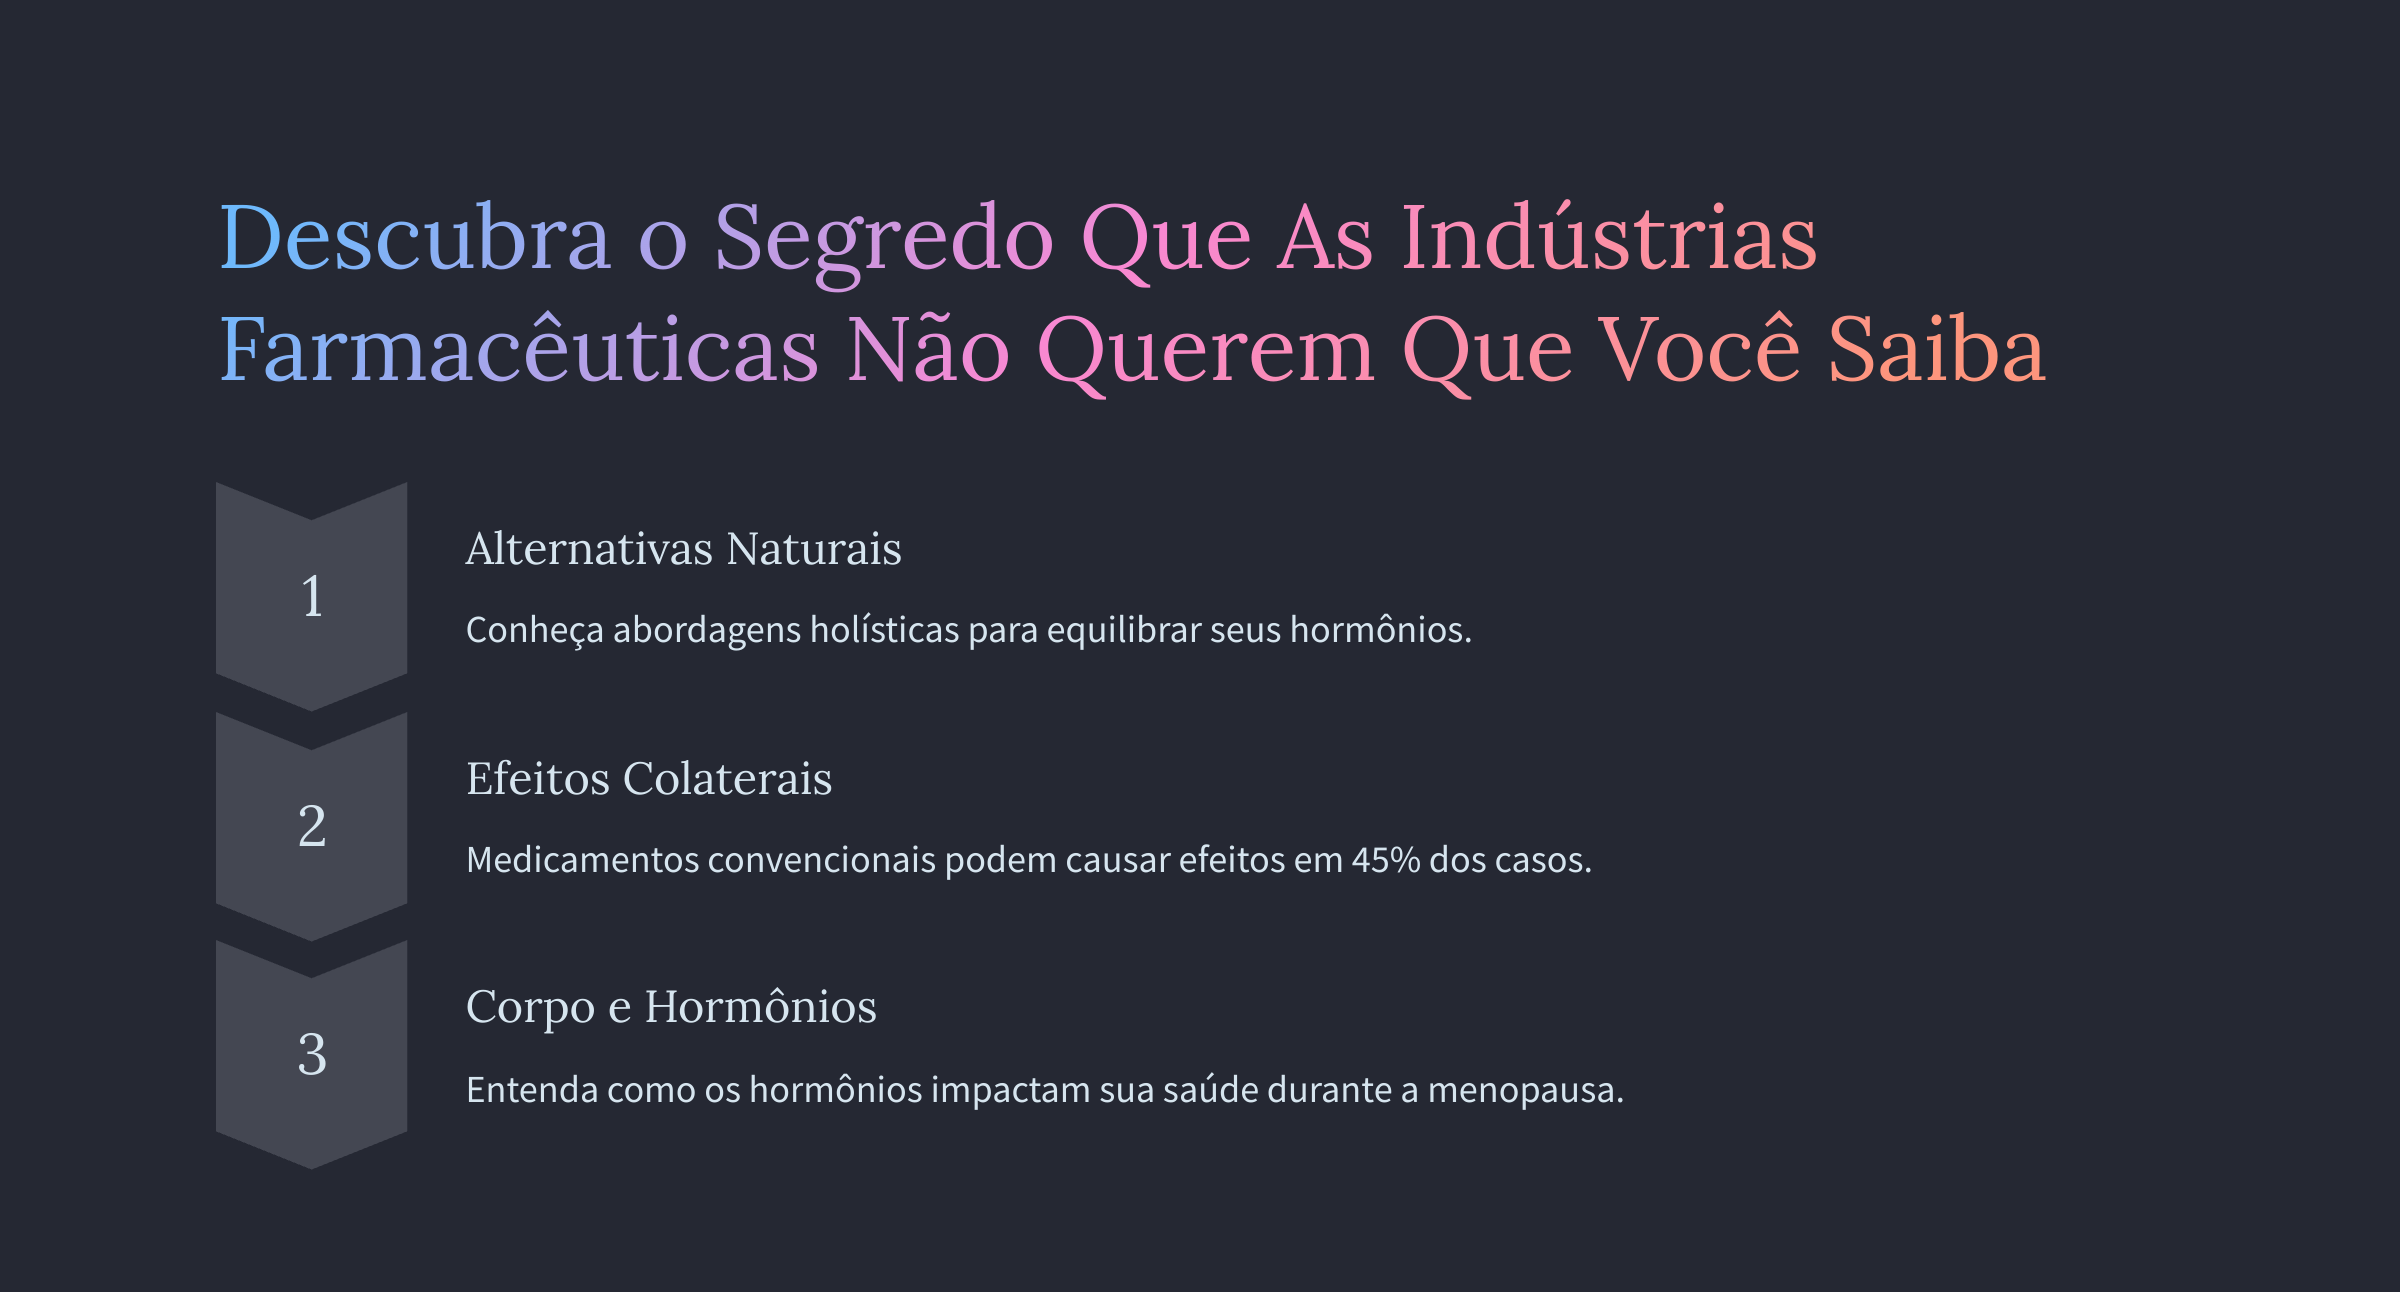 Descubra o Segredo Que As Indústrias
Farmacêuticas Não Querem Que Você Saiba
1
Alternativas Naturais
Conheça abordagens holísticas para equilibrar seus hormônios.
2
Efeitos Colaterais
Medicamentos convencionais podem causar efeitos em 45% dos casos.
3
Corpo e Hormônios
Entenda como os hormônios impactam sua saúde durante a menopausa.